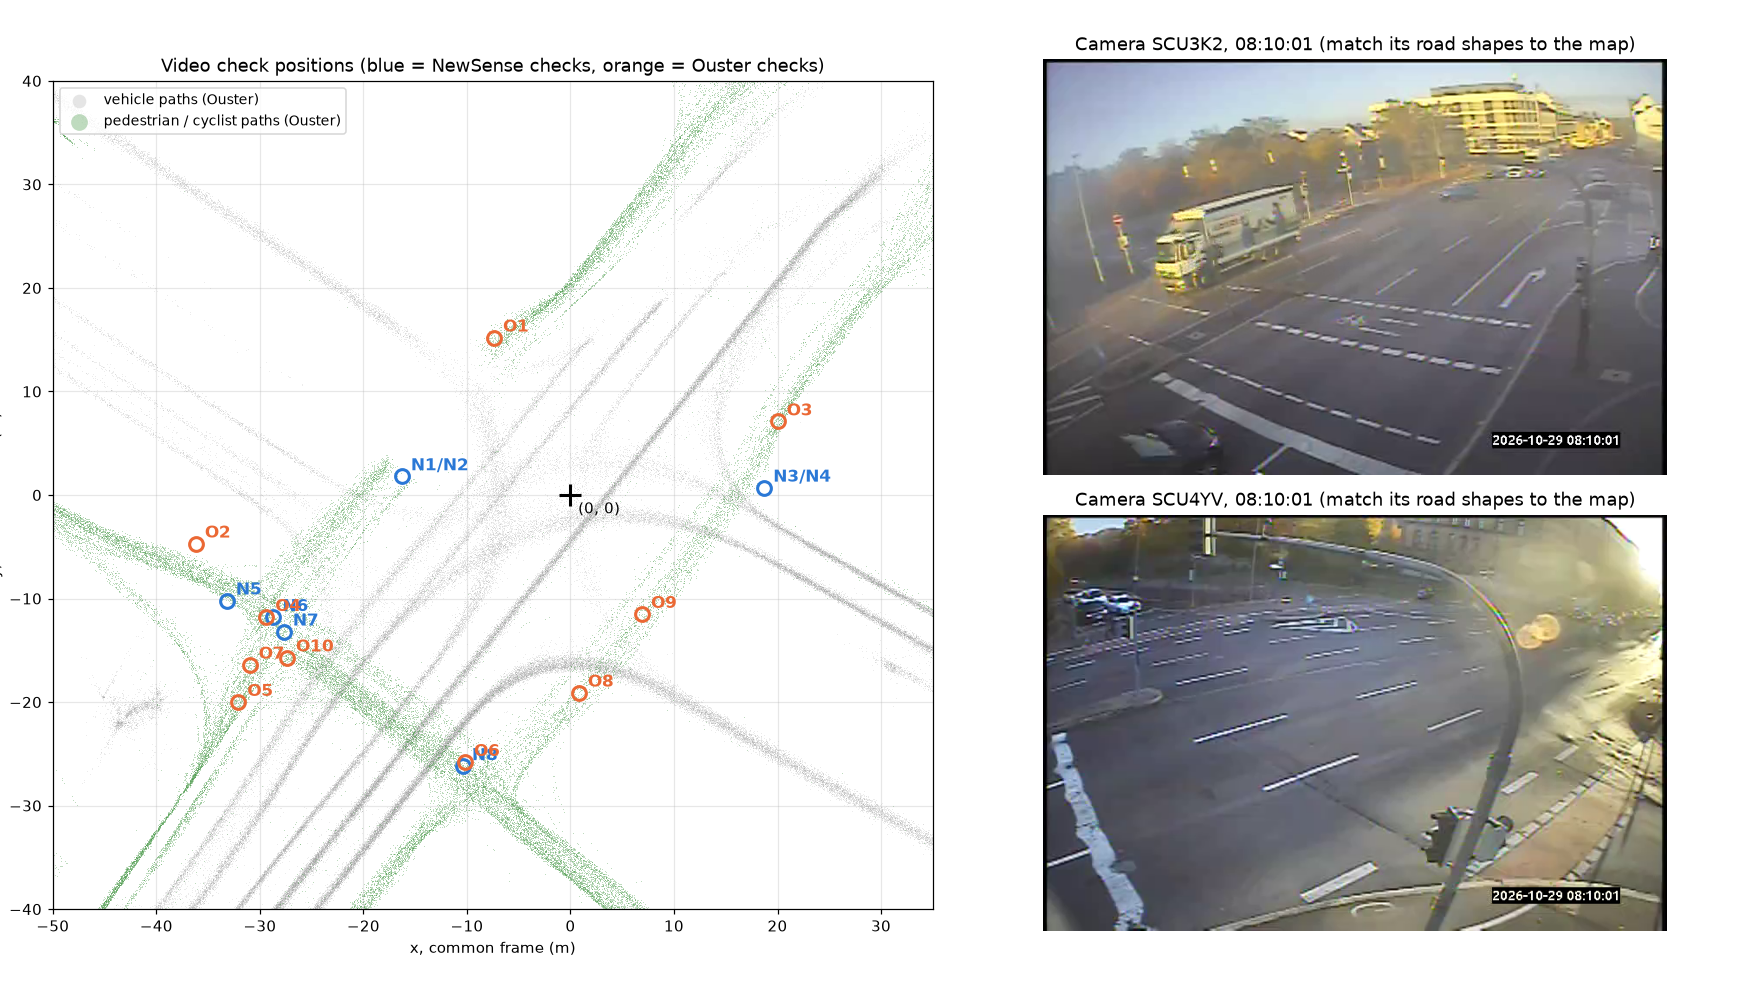 Video check positions (blue = NewSense checks, orange = Ouster checks)
vehicle paths (Ouster)
pedestrian / cyclist paths (Ouster)
40
30
20
10
0
−10
−20
−30
−40
O1
O3
N1/N2
N3/N4
(0, 0)
O2
N5
N6
N7
O9
O7
O10
O5
O8
O6
N8
−50
−40
−30
−20
−10
0
10
20
30
x, common frame (m)
Camera SCU3K2, 08:10:01 (match its road shapes to the map)
2026-10-29 08:10:01
Camera SCU4YV, 08:10:01 (match its road shapes to the map)
2026-10-29 08:10:01